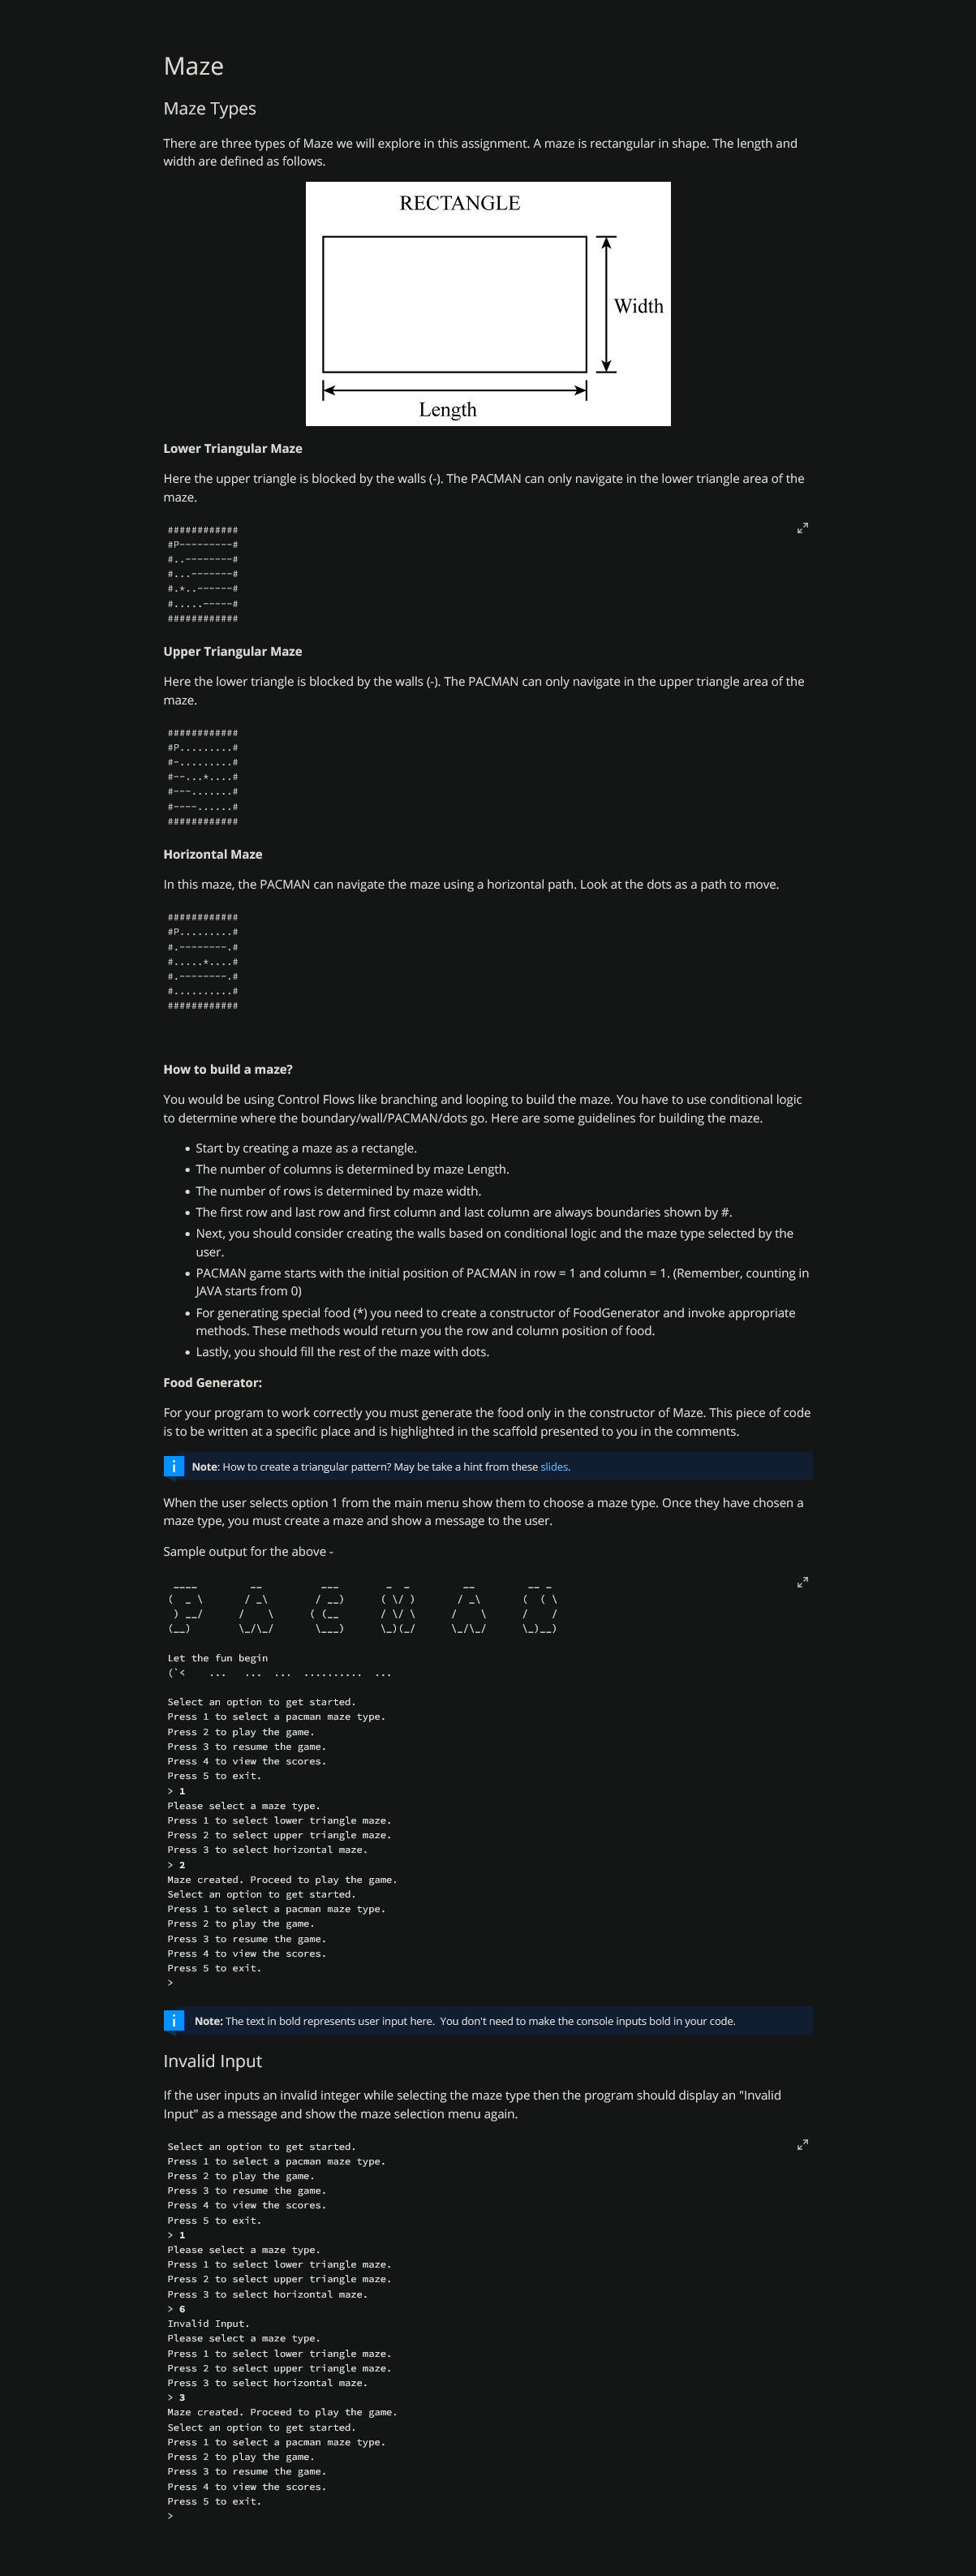 Maze
Maze Types
There are three types of Maze we will explore in this assignment. A maze is rectangular in shape. The length and
width are defined as follows.
RECTANGLE
Width
Length
Lower Triangular Maze
Here the upper triangle is blocked by the walls (-). The PACMAN can only navigate in the lower triangle area of the
maze.
############
#P---------#
#..--------#
#...-------#
#.*..------#
#.....-----#
############
Upper Triangular Maze
Here the lower triangle is blocked by the walls (-). The PACMAN can only navigate in the upper triangle area of the
maze.
############
#P.........#
#-.........#
#--...*....#
#---.......#
#----......#
############
Horizontal Maze
In this maze, the PACMAN can navigate the maze using a horizontal path. Look at the dots as a path to move.
############
#P.........#
#.--------.#
#.....*....#
#.--------.#
#..........#
############
How to build a maze?
You would be using Control Flows like branching and looping to build the maze. You have to use conditional logic
to determine where the boundary/wall/PACMAN/dots go. Here are some guidelines for building the maze.
• Start by creating a maze as a rectangle.
• The number of columns is determined by maze Length.
• The number of rows is determined by maze width.
• The first row and last row and first column and last column are always boundaries shown by #.
• Next, you should consider creating the walls based on conditional logic and the maze type selected by the
user.
• PACMAN game starts with the initial position of PACMAN in row = 1 and column = 1. (Remember, counting in
JAVA starts from 0)
• For generating special food (*) you need to create a constructor of FoodGenerator and invoke appropriate
methods. These methods would return you the row and column position of food.
• Lastly, you should fill the rest of the maze with dots.
Food Generator:
For your program to work correctly you must generate the food only in the constructor of Maze. This piece of code
is to be written at a specific place and is highlighted in the scaffold presented to you in the comments.
Note: How to create a triangular pattern? May be take a hint from these slides.
When the user selects option 1 from the main menu show them to choose a maze type. Once they have chosen a
maze type, you must create a maze and show a message to the user.
Sample output for the above -
 ____         __          ___        _  _         __         __ _
(  _ \       / _\        / __)      ( \/ )       / _\       (  ( \
 ) __/      /    \      ( (__       / \/ \      /    \      /    /
(__)        \_/\_/       \___)      \_)(_/      \_/\_/      \_)__)
Let the fun begin
(`<    ...   ...  ...  ..........  ...
Select an option to get started.
Press 1 to select a pacman maze type.
Press 2 to play the game.
Press 3 to resume the game.
Press 4 to view the scores.
Press 5 to exit.
> 1
Please select a maze type.
Press 1 to select lower triangle maze.
Press 2 to select upper triangle maze.
Press 3 to select horizontal maze.
> 2
Maze created. Proceed to play the game.
Select an option to get started.
Press 1 to select a pacman maze type.
Press 2 to play the game.
Press 3 to resume the game.
Press 4 to view the scores.
Press 5 to exit.
>
Note: The text in bold represents user input here.  You don't need to make the console inputs bold in your code.
Invalid Input
If the user inputs an invalid integer while selecting the maze type then the program should display an "Invalid
Input" as a message and show the maze selection menu again.
Select an option to get started.
Press 1 to select a pacman maze type.
Press 2 to play the game.
Press 3 to resume the game.
Press 4 to view the scores.
Press 5 to exit.
> 1
Please select a maze type.
Press 1 to select lower triangle maze.
Press 2 to select upper triangle maze.
Press 3 to select horizontal maze.
> 6
Invalid Input.
Please select a maze type.
Press 1 to select lower triangle maze.
Press 2 to select upper triangle maze.
Press 3 to select horizontal maze.
> 3
Maze created. Proceed to play the game.
Select an option to get started.
Press 1 to select a pacman maze type.
Press 2 to play the game.
Press 3 to resume the game.
Press 4 to view the scores.
Press 5 to exit.
>